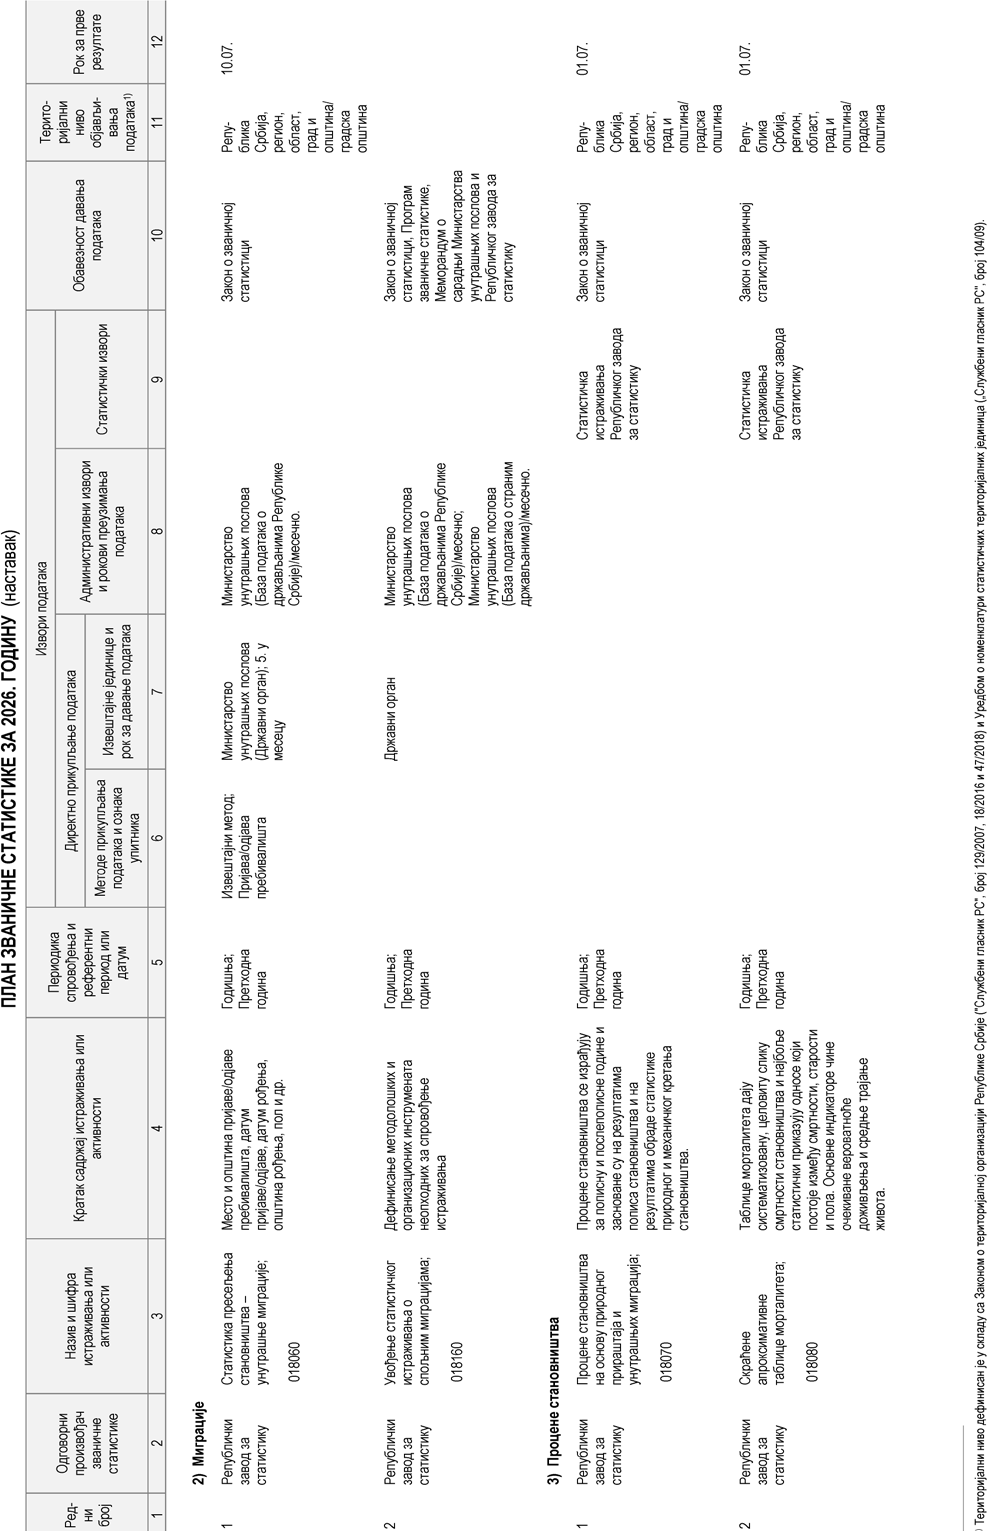 ПЛАН ЗВАНИЧНЕ СТАТИСТИКЕ ЗА 2026. ГОДИНУ (наставак)
Ред-
ни
број
Одговорни
произвођач
званичне
статистике
Назив и шифра
истраживања или
активности
Кратак садржај истраживања или
активности
Периодика
спровођења и
референтни
период или
датум
Извори података
Директно прикупљање података
Методе прикупљања
података и ознака
упитника
Извештајне јединице и
рок за давање података
Административни извори
и рокови преузимања
података
Статистички извори
Обавезност давања
података
Терито-
ријални
ниво
објављи-
вања
података1)
Рок за прве
резултате
1 2 3 4 5 6 7 8 9 10 11 12
2) Миграције
1
Републички
завод за
статистику
Статистика пресељења
становништва –
унутрашње миграције;
018060
Место и општина пријаве/одјаве
пребивалишта, датум
пријаве/одјаве, датум рођења,
општина рођења, пол и др.
Годишња;
Претходна
година
Извештајни метод;
Пријава/одјава
пребивалишта
Министарство
унутрашњих послова
(Државни орган); 5. у
месецу
Министарство
унутрашњих послова
(База података о
држављанима Републике
Србије)/месечно.
Закон о званичној
статистици
Репу-
блика
Србија,
регион,
област,
град и
општина/
градска
општина
10.07.
2
Републички
завод за
статистику
Увођење статистичког
истраживања о
спољним миграцијама;
018160
Дефинисање методолошких и
организационих инструмената
неопходних за спровођење
истраживања
Годишња;
Претходна
година
Државни орган
Министарство
унутрашњих послова
(База података о
држављанима Републике
Србије)/месечно;
Министарство
унутрашњих послова
(База података о страним
држављанима)/месечно.
Закон о званичној
статистици, Програм
званичне статистике,
Меморандум о
сарадњи Министарства
унутрашњих послова и
Републичког завода за
статистику
3) Процене становништва
1
Републички
завод за
статистику
Процене становништва
на основу природног
прираштаја и
унутрашњих миграција;
018070
Процене становништва се израђују
за пописну и послепописне године и
засноване су на резултатима
пописа становништва и на
резултатима обраде статистике
природног и механичког кретања
становништва.
Годишња;
Претходна
година
Статистичка
истраживања
Републичког завода
за статистику
Закон о званичној
статистици
Репу-
блика
Србија,
регион,
област,
град и
општина/
градска
општина
01.07.
2
Републички
завод за
статистику
Скраћене
апроксимативне
таблице морталитета;
018080
Таблице морталитета дају
систематизовану, целовиту слику
смртности становништва и најбоље
статистички приказују односе који
постоје између смртности, старости
и пола. Основне индикаторе чине
очекиване вероватноће
доживљења и средње трајање
живота.
Годишња;
Претходна
година
Статистичка
истраживања
Републичког завода
за статистику
Закон о званичној
статистици
Репу-
блика
Србија,
регион,
област,
град и
општина/
градска
општина
01.07.
) Територијални ниво дефинисан је у складу са Законом о територијалној организацији Републике Србије ("Службени гласник РС", број 129/2007, 18/2016 и 47/2018) и Уредбом о номенклатури статистичких територијалних јединица („Службени гласник РС", број 104/09).